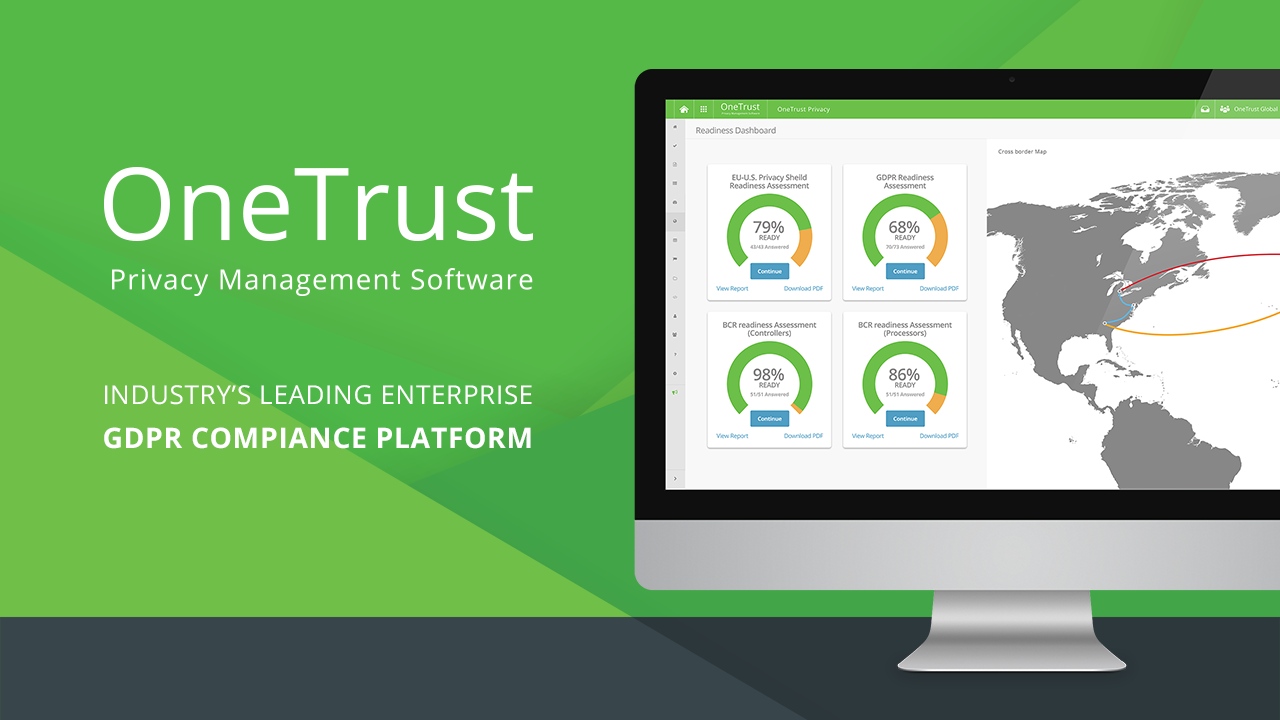 OneTrust
Privacy Management Software
INDUSTRY'S LEADING ENTERPRISE
GDPR COMPIANCE PLATFORM
OneTrust
Privacy Management Software
OneTrust Privacy
OneTrust Global
Readiness Dashboard
EU-U.S. Privacy Sheild
Readiness Assessment
79%
READY
43/43 Answered
Continue
View Report
Download PDF
GDPR Readiness
Assessment
68%
READY
70/73 Answered
Continue
View Report
Download PDF
BCR readiness Assessment
(Controllers)
98%
READY
51/51 Answered
Continue
View Report
Download PDF
BCR readiness Assessment
(Processors)
86%
READY
51/51 Answered
Continue
View Report
Download PDF
Cross border Map